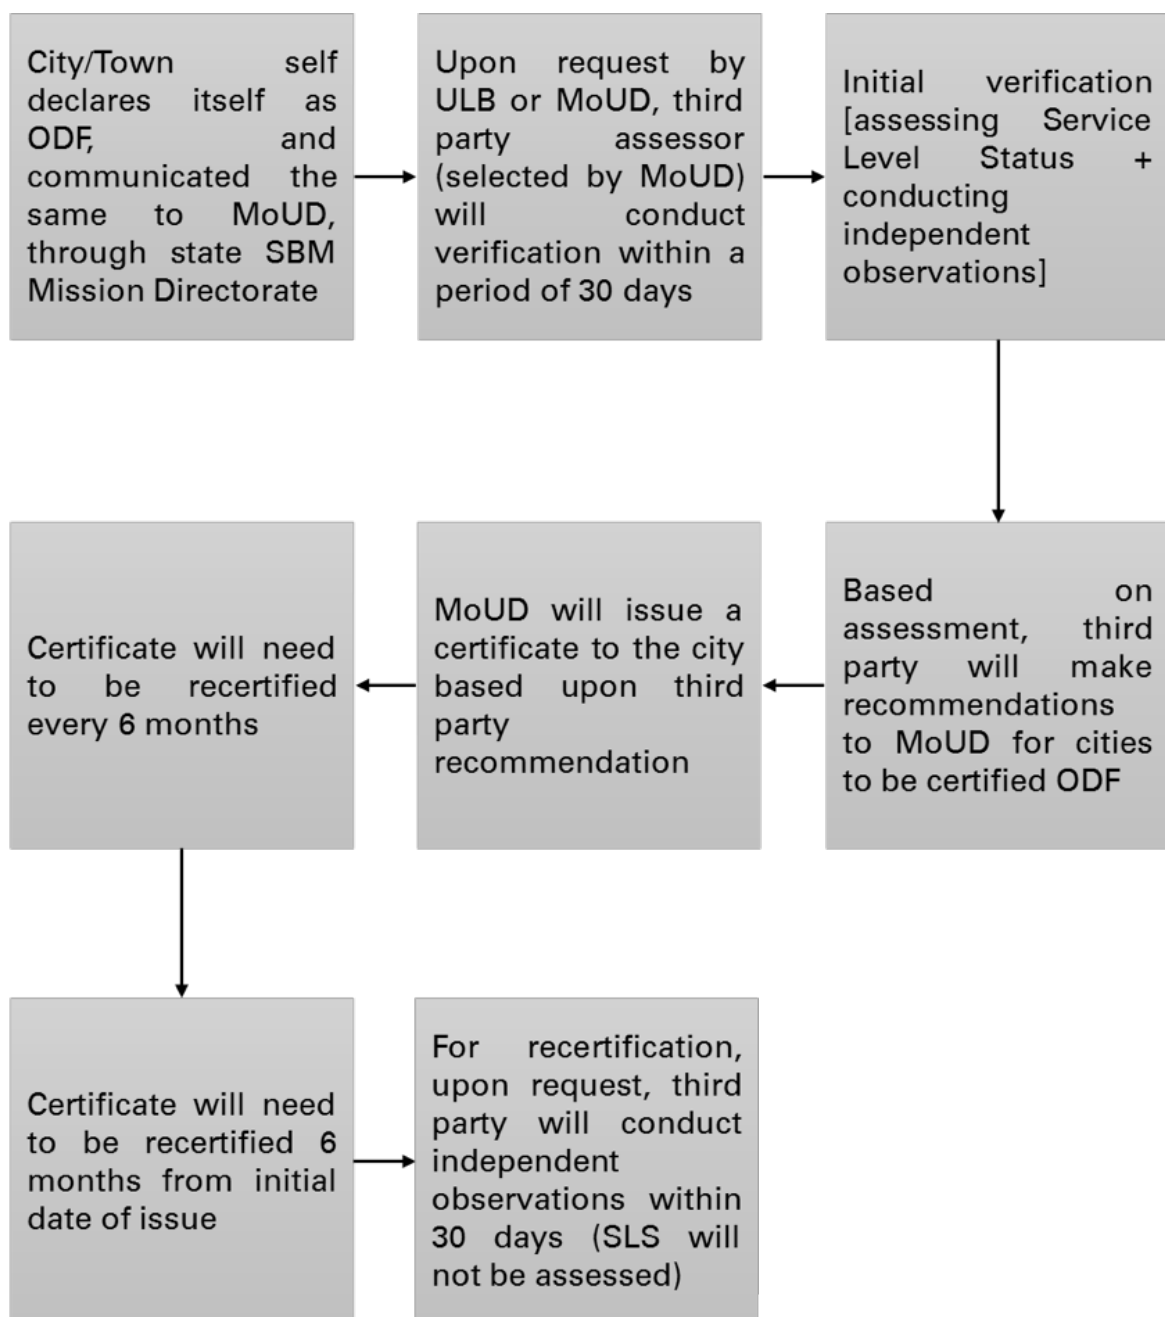 City/Town self
declares itself as
ODF, and
communicated the
same to MoUD,
through state SBM
Mission Directorate
Upon request by
ULB or MoUD, third
party assessor
(selected by MoUD)
will conduct
verification within a
period of 30 days
Initial verification
[assessing Service
Level Status +
conducting
independent
observations]
Based on
assessment, third
party will make
recommendations
to MoUD for cities
to be certified ODF
MoUD will issue a
certificate to the city
based upon third
party
recommendation
Certificate will need
to be recertified
every 6 months
Certificate will need
to be recertified 6
months from initial
date of issue
For recertification,
upon request, third
party will conduct
independent
observations within
30 days (SLS will
not be assessed)